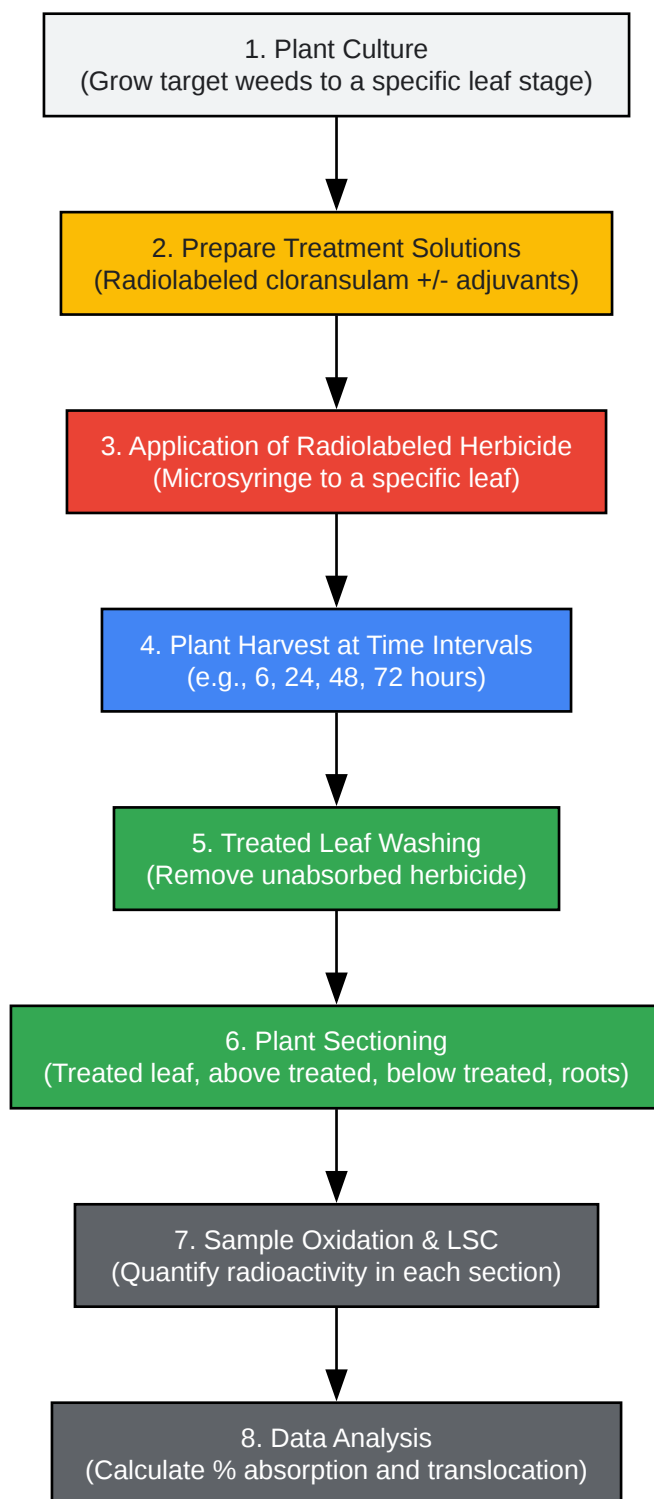 1. Plant Culture
(Grow target weeds to a specific leaf stage)
2. Prepare Treatment Solutions
(Radiolabeled cloransulam +/- adjuvants)
3. Application of Radiolabeled Herbicide
(Microsyringe to a specific leaf)
4. Plant Harvest at Time Intervals
(e.g., 6, 24, 48, 72 hours)
5. Treated Leaf Washing
(Remove unabsorbed herbicide)
6. Plant Sectioning
(Treated leaf, above treated, below treated, roots)
7. Sample Oxidation & LSC
(Quantify radioactivity in each section)
8. Data Analysis
(Calculate % absorption and translocation)